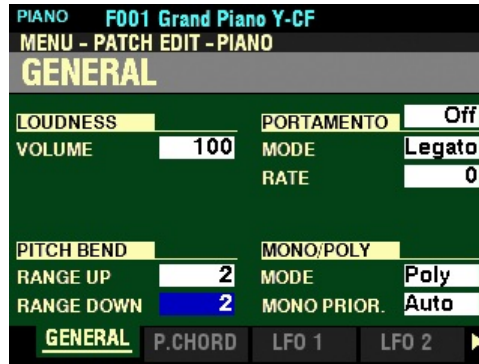 PIANO F001 Grand Piano Y-CF
MENU - PATCH EDIT - PIANO
GENERAL
LOUDNESS
VOLUME 100
PORTAMENTO Off
MODE Legato
RATE 0
PITCH BEND
RANGE UP 2
RANGE DOWN 2
MONO/POLY
MODE Poly
MONO PRIOR. Auto
GENERAL P.CHORD LFO 1 LFO 2